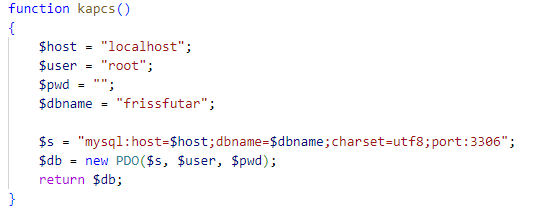 function kapcs()
{
    $host = "localhost";
    $user = "root";
    $pwd = "";
    $dbname = "frissfutar";

    $s = "mysql:host=$host;dbname=$dbname;charset=utf8;port:3306";
    $db = new PDO($s, $user, $pwd);
    return $db;
}